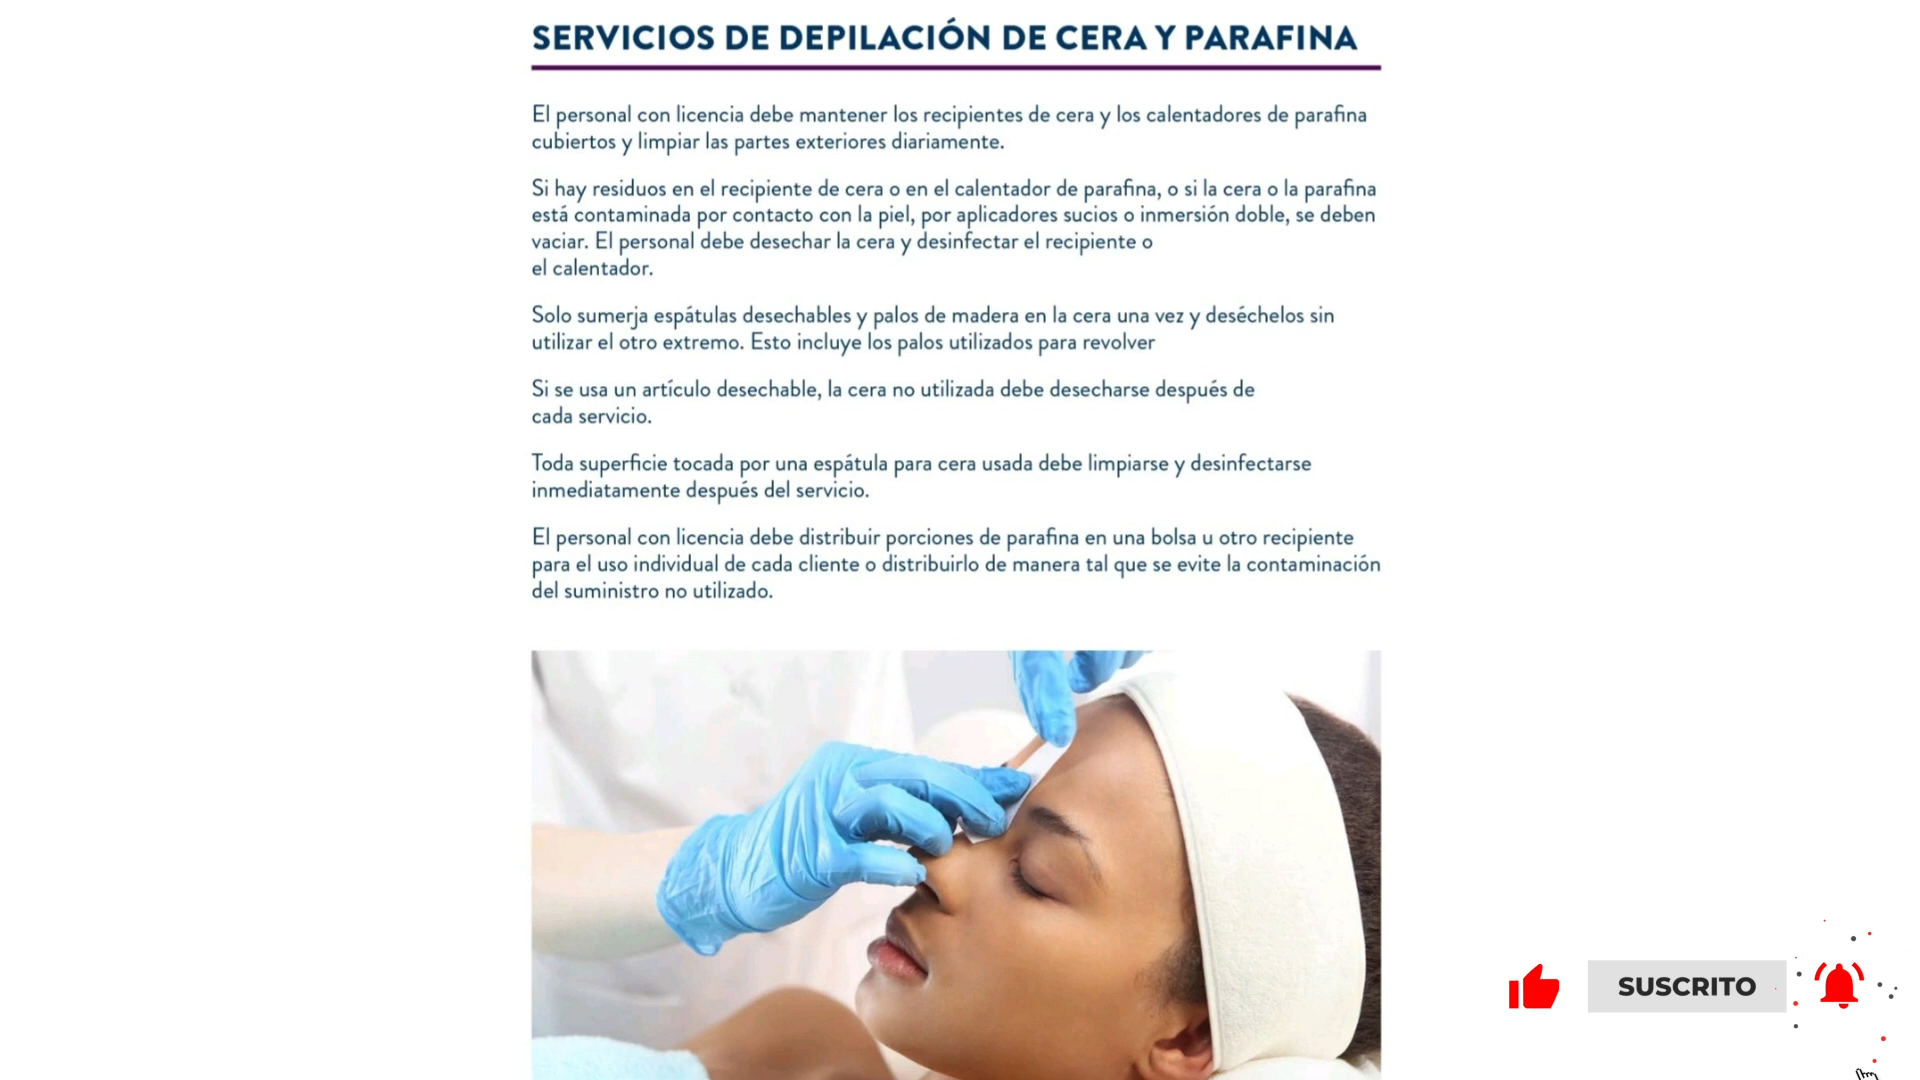 SERVICIOS DE DEPILACIÓN DE CERA Y PARAFINA
El personal con licencia debe mantener los recipientes de cera y los calentadores de parafina
cubiertos y limpiar las partes exteriores diariamente.
Si hay residuos en el recipiente de cera o en el calentador de parafina, o si la cera o la parafina
está contaminada por contacto con la piel, por aplicadores sucios o inmersión doble, se deben
vaciar. El personal debe desechar la cera y desinfectar el recipiente o
el calentador.
Solo sumerja espátulas desechables y palos de madera en la cera una vez y deséchelos sin
utilizar el otro extremo. Esto incluye los palos utilizados para revolver
Si se usa un artículo desechable, la cera no utilizada debe desecharse después de
cada servicio.
Toda superficie tocada por una espátula para cera usada debe limpiarse y desinfectarse
inmediatamente después del servicio.
El personal con licencia debe distribuir porciones de parafina en una bolsa u otro recipiente
para el uso individual de cada cliente o distribuirlo de manera tal que se evite la contaminación
del suministro no utilizado.
SUSCRITO